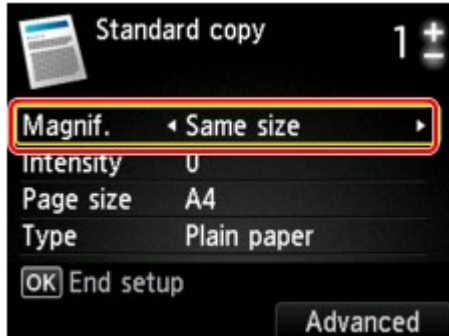 Standard copy 1 + −
Magnif. Same size
Intensity 0
Page size A4
Type Plain paper
OK End setup
Advanced